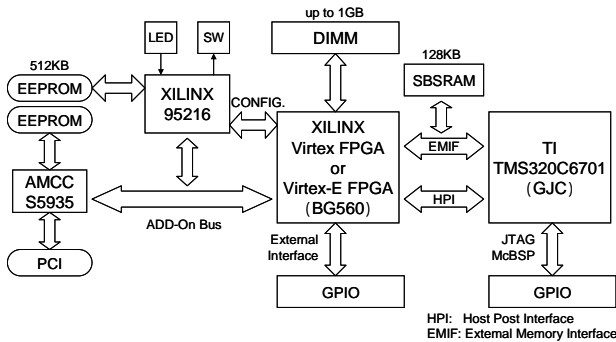 up to 1GB
LED
SW
DIMM
512KB
128KB
EEPROM
SBSRAM
XILINX
95216
CONFIG.
EEPROM
XILINX
Virtex FPGA
or
Virtex-E FPGA
(BG560)
EMIF
TI
TMS320C6701
(GJC)
AMCC
S5935
HPI
ADD-On Bus
External
Interface
JTAG
McBSP
PCI
GPIO
GPIO
HPI: Host Post Interface
EMIF: External Memory Interface